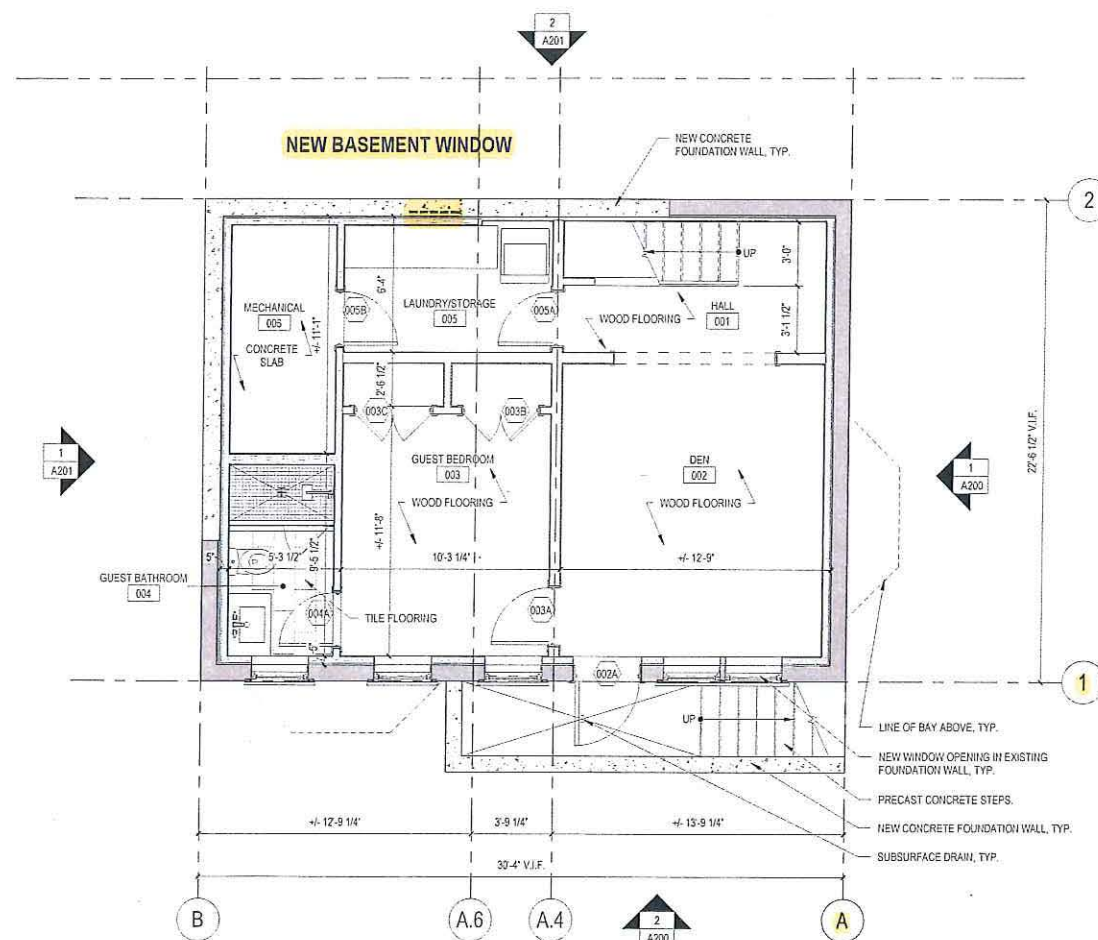 2
A201
NEW BASEMENT WINDOW
NEW CONCRETE
FOUNDATION WALL, TYP.
2
UP
3'-0"
6'-4"
MECHANICAL
006
+/- 11'-1"
CONCRETE
SLAB
005B
LAUNDRY/STORAGE
005
005A
WOOD FLOORING
HALL
001
3'-1 1/2"
2'-6 1/2"
003C
003B
1
A201
GUEST BEDROOM
003
WOOD FLOORING
+/- 11'-8"
DEN
002
WOOD FLOORING
1
A200
22'-6 1/2" V.I.F.
5"
5'-3 1/2"
9'-5 1/2"
10'-3 1/4"
+/- 12'-9"
GUEST BATHROOM
004
004A
TILE FLOORING
003A
002A
1
UP
LINE OF BAY ABOVE, TYP.
NEW WINDOW OPENING IN EXISTING
FOUNDATION WALL, TYP.
PRECAST CONCRETE STEPS.
NEW CONCRETE FOUNDATION WALL, TYP.
SUBSURFACE DRAIN, TYP.
+/- 12'-9 1/4"
3'-9 1/4"
+/- 13'-9 1/4"
30'-4" V.I.F.
B
A.6
A.4
2
A200
A